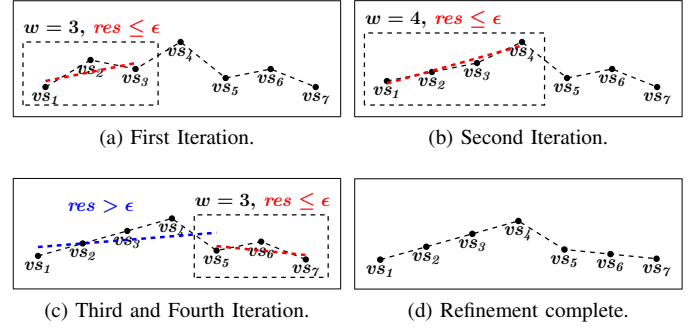 w = 3, res ≤ ϵ
vs₁ vs₂ vs₃ vs₄ vs₅ vs₆ vs₇
(a) First Iteration.
w = 4, res ≤ ϵ
vs₁ vs₂ vs₃ vs₄ vs₅ vs₆ vs₇
(b) Second Iteration.
res > ϵ
w = 3, res ≤ ϵ
vs₁ vs₂ vs₃ vs₄ vs₅ vs₆ vs₇
(c) Third and Fourth Iteration.
vs₁ vs₂ vs₃ vs₄ vs₅ vs₆ vs₇
(d) Refinement complete.